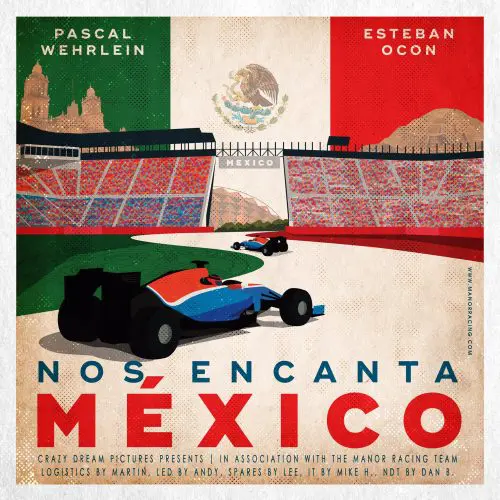 PASCAL
WEHRLEIN
ESTEBAN
OCON
MEXICO
WWW.MANORRACING.COM
NOS ENCANTA
MÉXICO
CRAZY DREAM PICTURES PRESENTS | IN ASSOCIATION WITH THE MANOR RACING TEAM
LOGISTICS BY MARTIN, LED BY ANDY, SPARES BY LEE, IT BY MIKE H.. NDT BY DAN B.